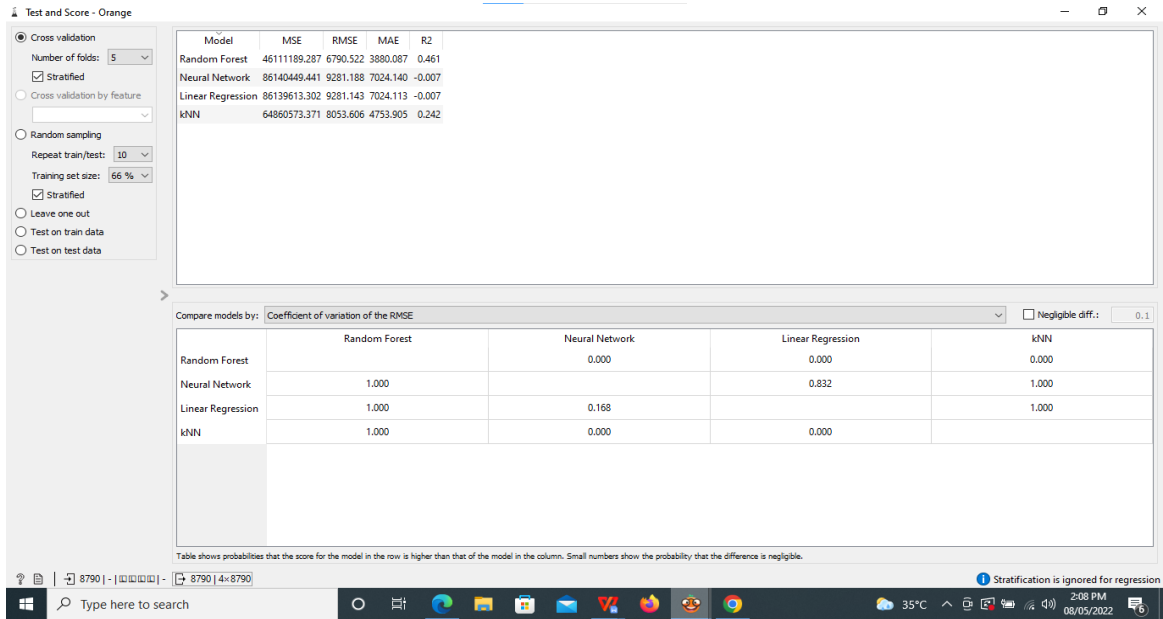 Test and Score - Orange
Cross validation
Number of folds: 5
Stratified
Cross validation by feature
Random sampling
Repeat train/test: 10
Training set size: 66 %
Stratified
Leave one out
Test on train data
Test on test data
Model MSE RMSE MAE R2
Random Forest 46111189.287 6790.522 3880.087 0.461
Neural Network 86140449.441 9281.188 7024.140 -0.007
Linear Regression 86139613.302 9281.143 7024.113 -0.007
kNN 64860573.371 8053.606 4753.905 0.242
>
Compare models by: Coefficient of variation of the RMSE Negligible diff.: 0.1
Random Forest Neural Network Linear Regression kNN
Random Forest 0.000 0.000 0.000
Neural Network 1.000 0.832 1.000
Linear Regression 1.000 0.168 1.000
kNN 1.000 0.000 0.000
Table shows probabilities that the score for the model in the row is higher than that of the model in the column. Small numbers show the probability that the difference is negligible.
? 8790 | - | - 8790 | 4×8790
Stratification is ignored for regression
Type here to search
35°C
2:08 PM
08/05/2022
6